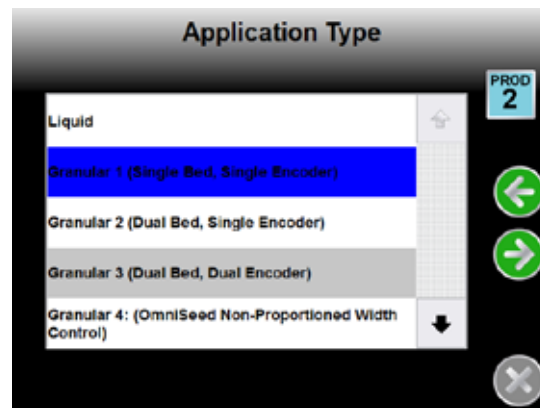 Application Type
PROD
2
Liquid
Granular 1 (Single Bed, Single Encoder)
Granular 2 (Dual Bed, Single Encoder)
Granular 3 (Dual Bed, Dual Encoder)
Granular 4: (OmniSeed Non-Proportioned Width
Control)